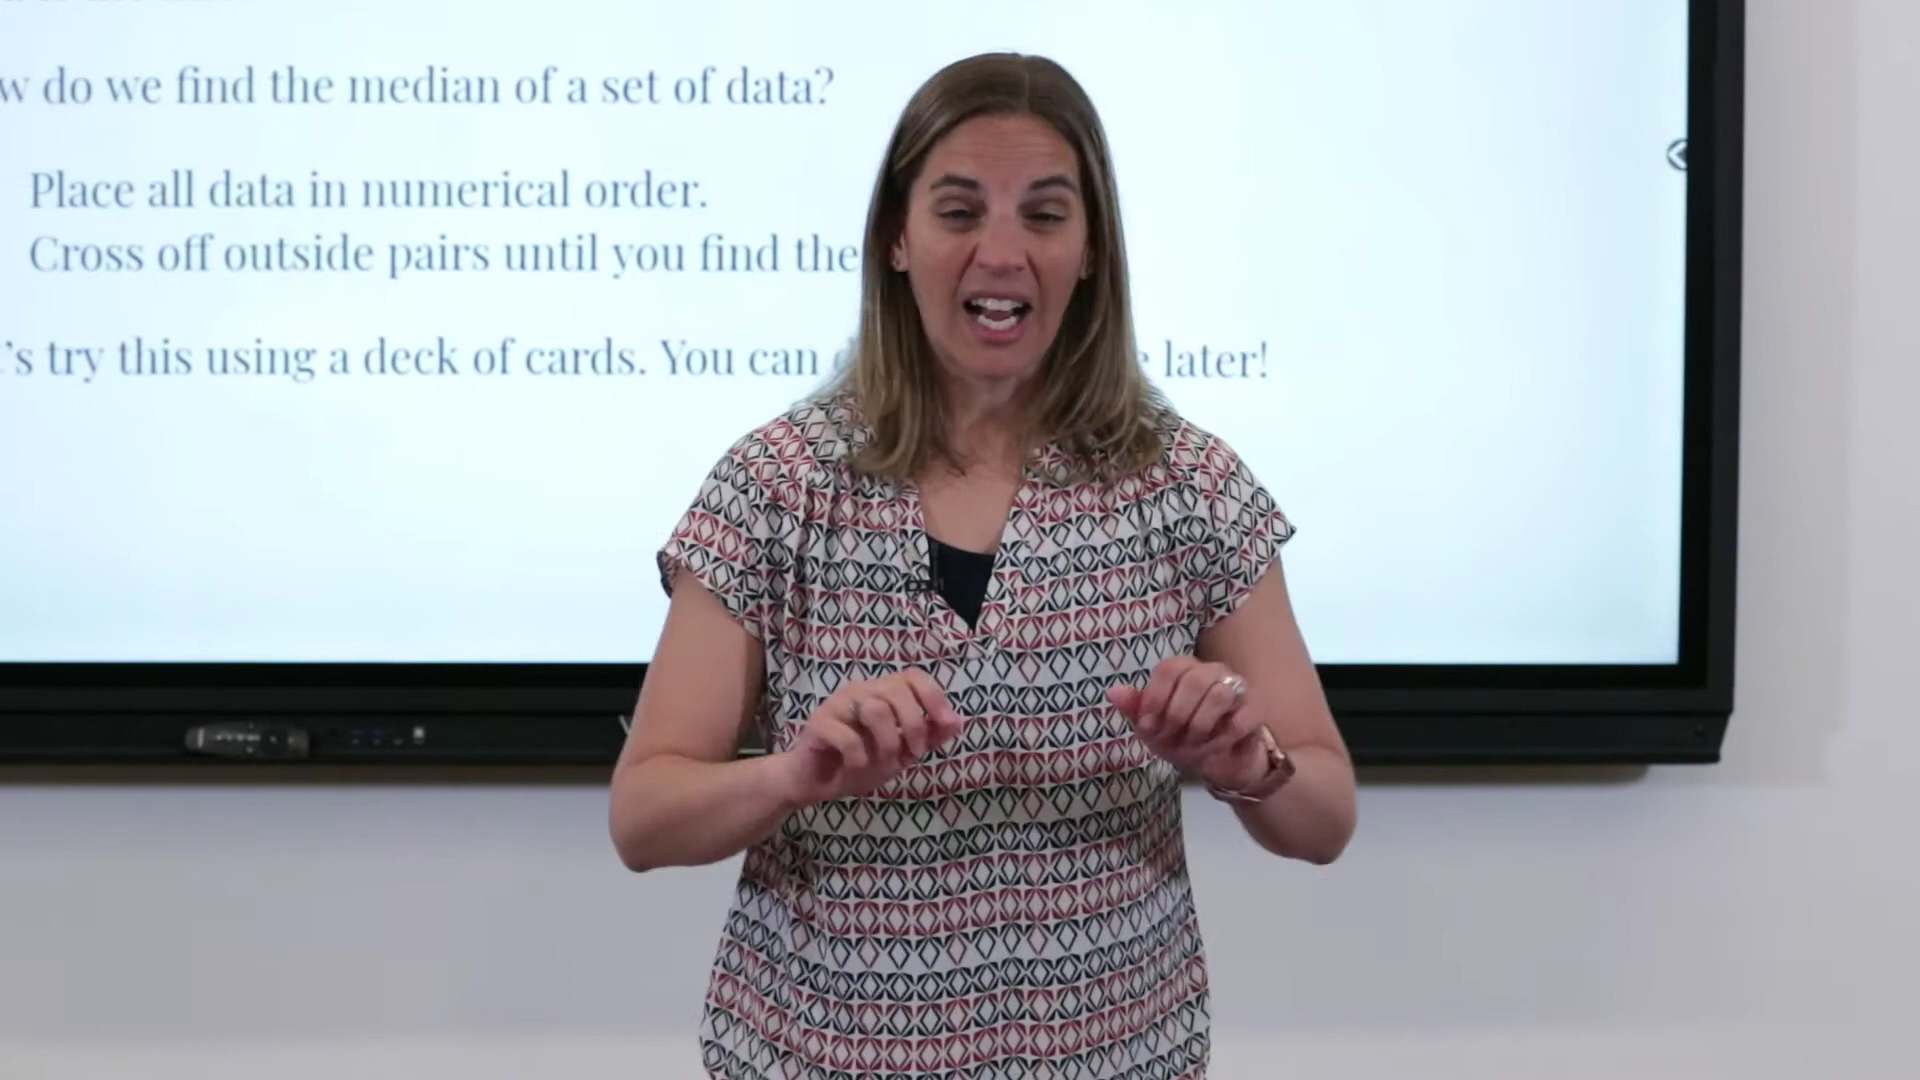 w do we find the median of a set of data?
Place all data in numerical order.
Cross off outside pairs until you find the
's try this using a deck of cards. You can later!